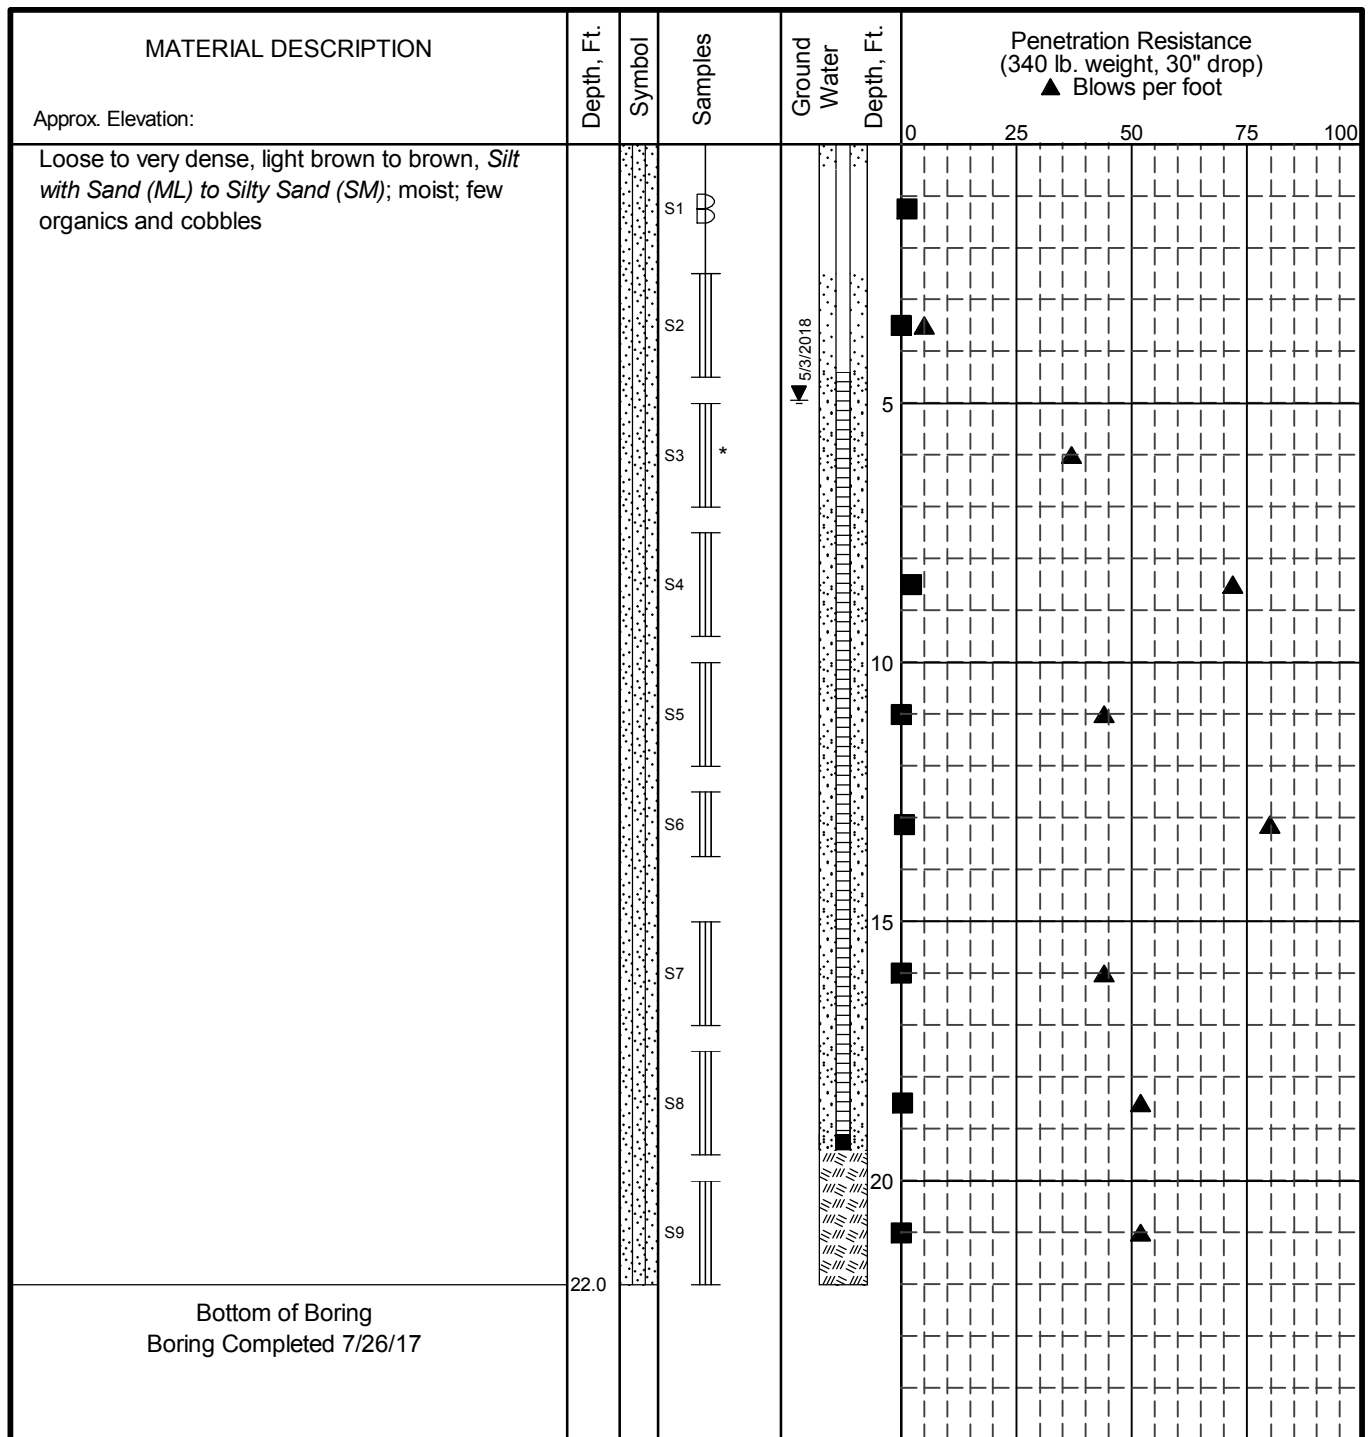 MATERIAL DESCRIPTION
Approx. Elevation:
Depth, Ft.
Symbol
Samples
Ground
Water
Depth, Ft.
Penetration Resistance
(340 lb. weight, 30" drop)
▲ Blows per foot
0 25 50 75 100
Loose to very dense, light brown to brown, Silt
with Sand (ML) to Silty Sand (SM); moist; few
organics and cobbles
S1
S2
5/3/2018
5
S3 *
S4
10
S5
S6
15
S7
S8
20
S9
22.0
Bottom of Boring
Boring Completed 7/26/17